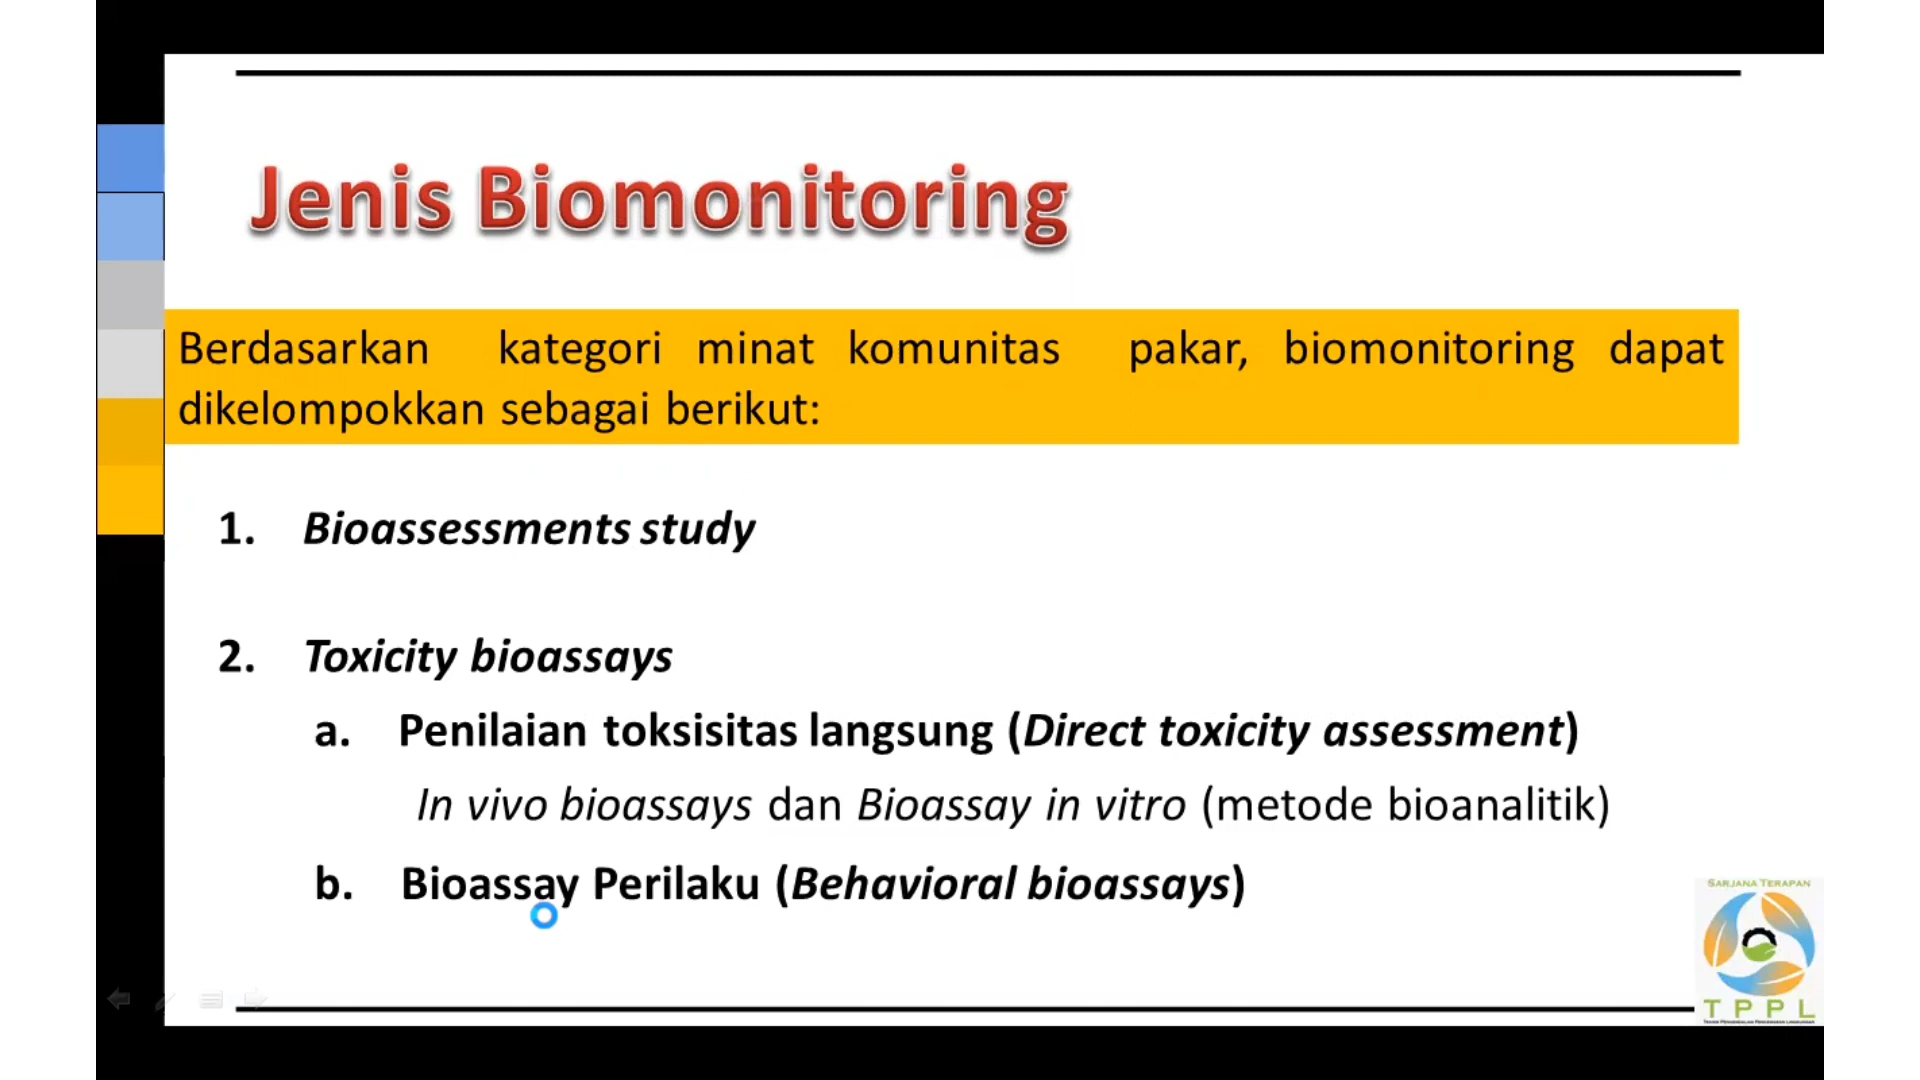 Jenis Biomonitoring
Berdasarkan kategori minat komunitas pakar, biomonitoring dapat
dikelompokkan sebagai berikut:
1. Bioassessments study
2. Toxicity bioassays
a. Penilaian toksisitas langsung (Direct toxicity assessment)
In vivo bioassays dan Bioassay in vitro (metode bioanalitik)
b. Bioassay Perilaku (Behavioral bioassays)
SARJANA TERAPAN
TPPL